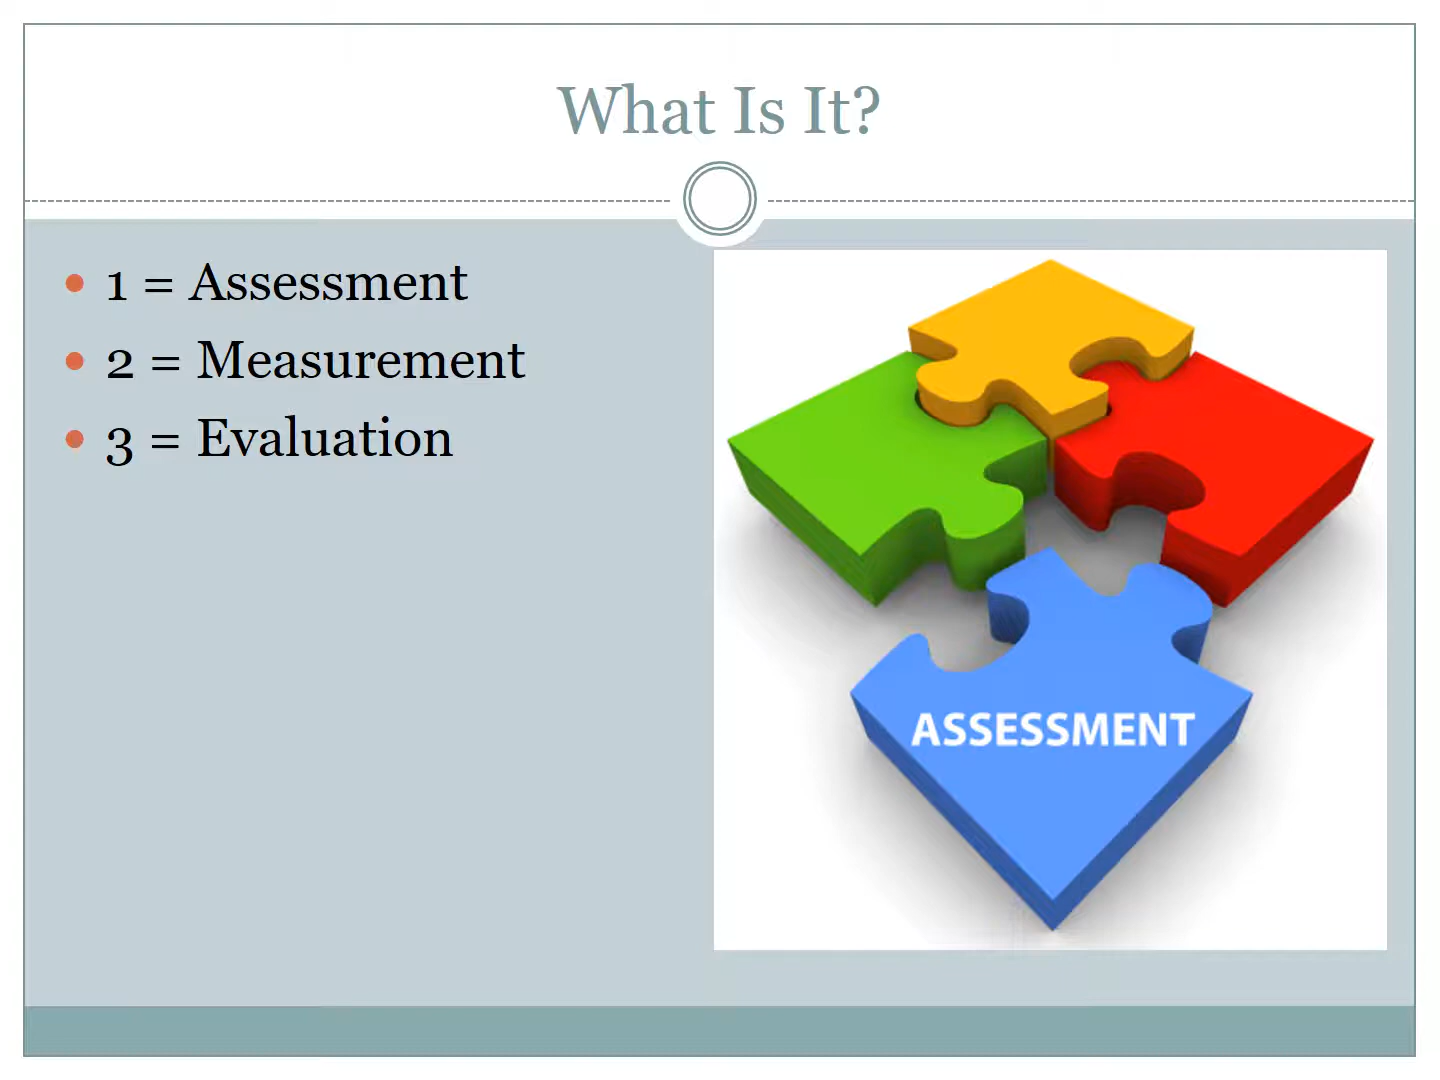 What Is It?
1 = Assessment
2 = Measurement
3 = Evaluation
ASSESSMENT